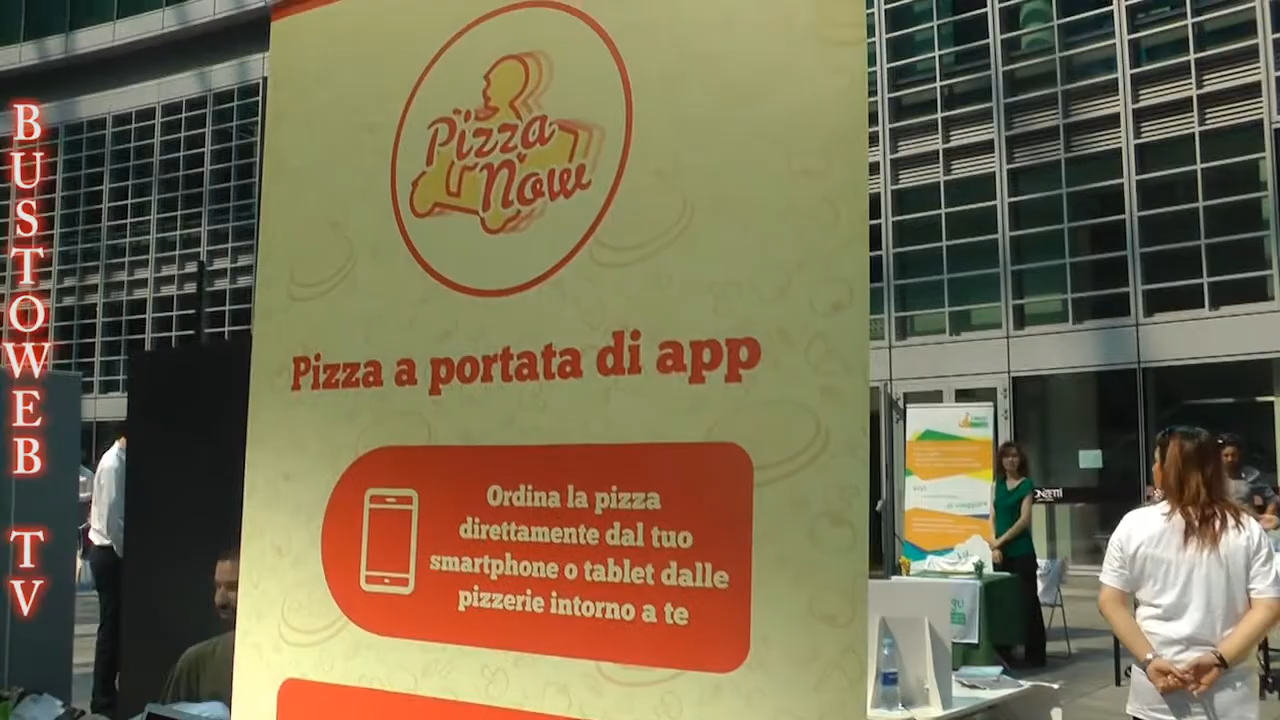 BUSTOWEB TV
Pizza
Now
Pizza a portata di app
Ordina la pizza
direttamente dal tuo
smartphone o tablet dalle
pizzerie intorno a te